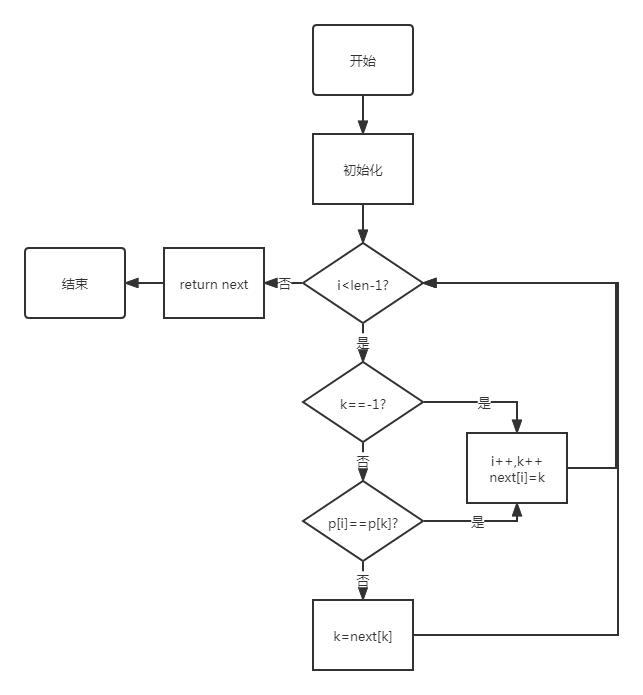 开始
初始化
结束
return next
否
i<len-1?
是
k==-1?
是
否
i++,k++
next[i]=k
p[i]==p[k]?
是
否
k=next[k]